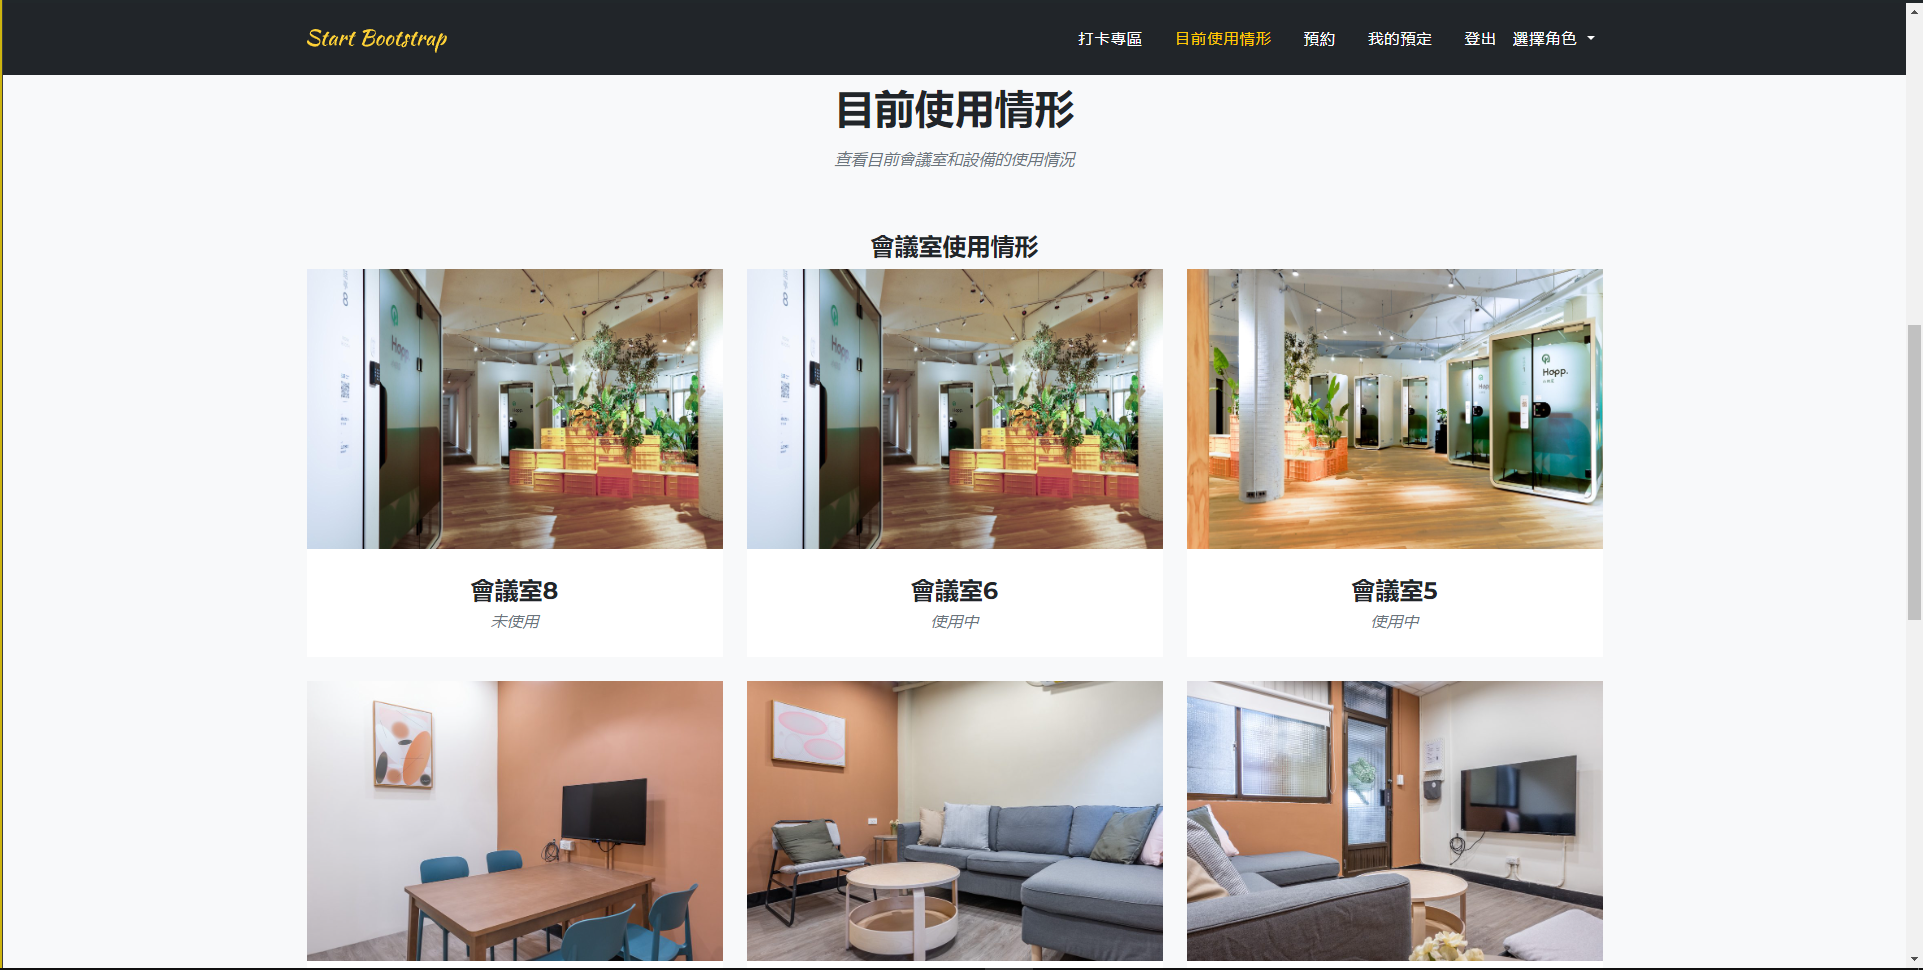 Start Bootstrap
打卡專區 目前使用情形 預約 我的預定 登出 選擇角色
目前使用情形
查看目前會議室和設備的使用情況
會議室使用情形
Hopp.
Hopp.
Hopp.
會議室8
未使用
會議室6
使用中
會議室5
使用中